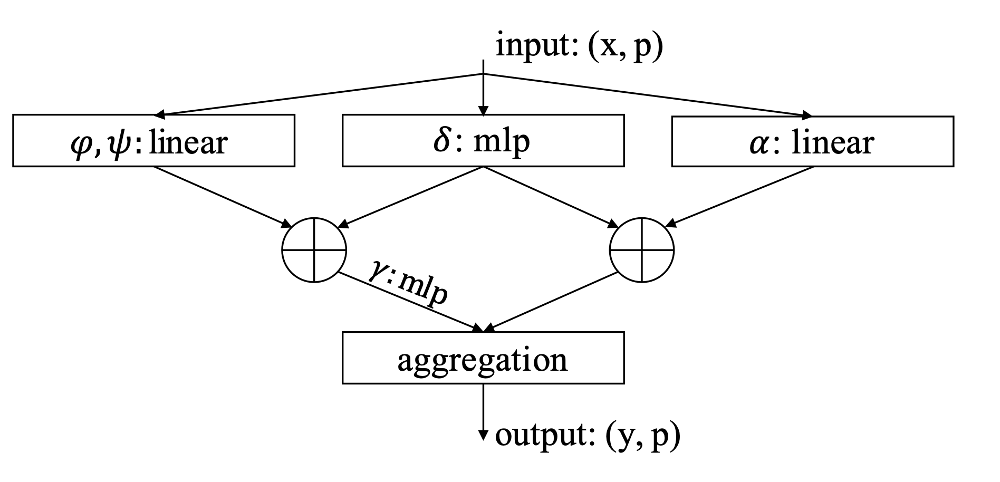 input: (x, p)
φ, ψ: linear
δ: mlp
α: linear
γ: mlp
aggregation
output: (y, p)